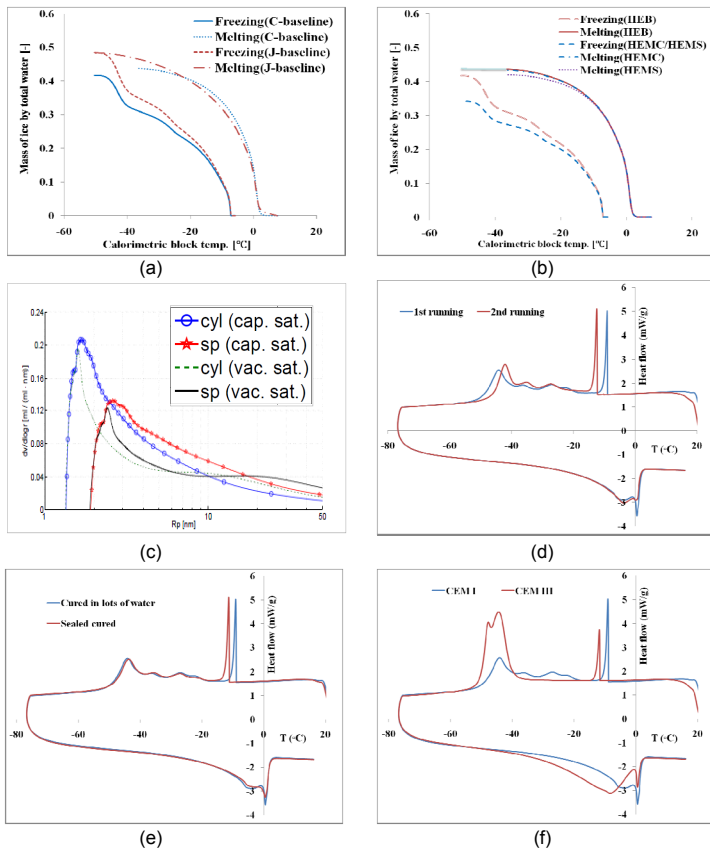 Freezing(C-baseline)
Melting(C-baseline)
Freezing(J-baseline)
Melting(J-baseline)
Mass of ice by total water [-]
0.6
0.5
0.4
0.3
0.2
0.1
0
-60
-40
-20
0
20
Calorimetric block temp. [°C]
(a)
Freezing(HEB)
Melting(HEB)
Freezing(HEMC/HEMS)
Melting(HEMC)
Melting(HEMS)
Mass of ice by total water [-]
0.6
0.5
0.4
0.3
0.2
0.1
0
-60
-40
-20
0
20
Calorimetric block temp. [°C]
(b)
cyl (cap. sat.)
sp (cap. sat.)
cyl (vac. sat.)
sp (vac. sat.)
dv/dlogr [ml / (ml · nm)]
0.24
0.20
0.16
0.12
0.08
0.04
0
1
10
50
Rp [nm]
(c)
1st running
2nd running
Heat flow (mW/g)
6
5
4
3
2
1
-1
-2
-3
-4
-80
-60
-40
-20
0
20
T (◦C)
(d)
Cured in lots of water
Sealed cured
Heat flow (mW/g)
6
5
4
3
2
1
-1
-2
-3
-4
-80
-60
-40
-20
0
20
T (◦C)
(e)
CEM I
CEM III
Heat flow (mW/g)
6
5
4
3
2
1
-1
-2
-3
-4
-80
-60
-40
-20
0
20
T (◦C)
(f)